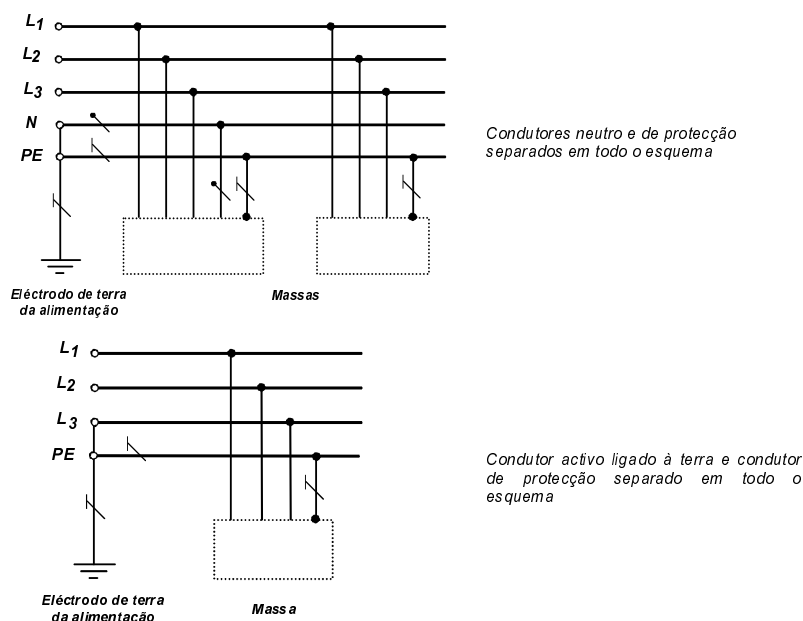 L1
L2
L3
N
PE
Condutores neutro e de protecção
separados em todo o esquema
Eléctrodo de terra
da alimentação
Massas
L1
L2
L3
PE
Condutor activo ligado à terra e condutor
de protecção separado em todo o
esquema
Eléctrodo de terra
da alimentação
Massa